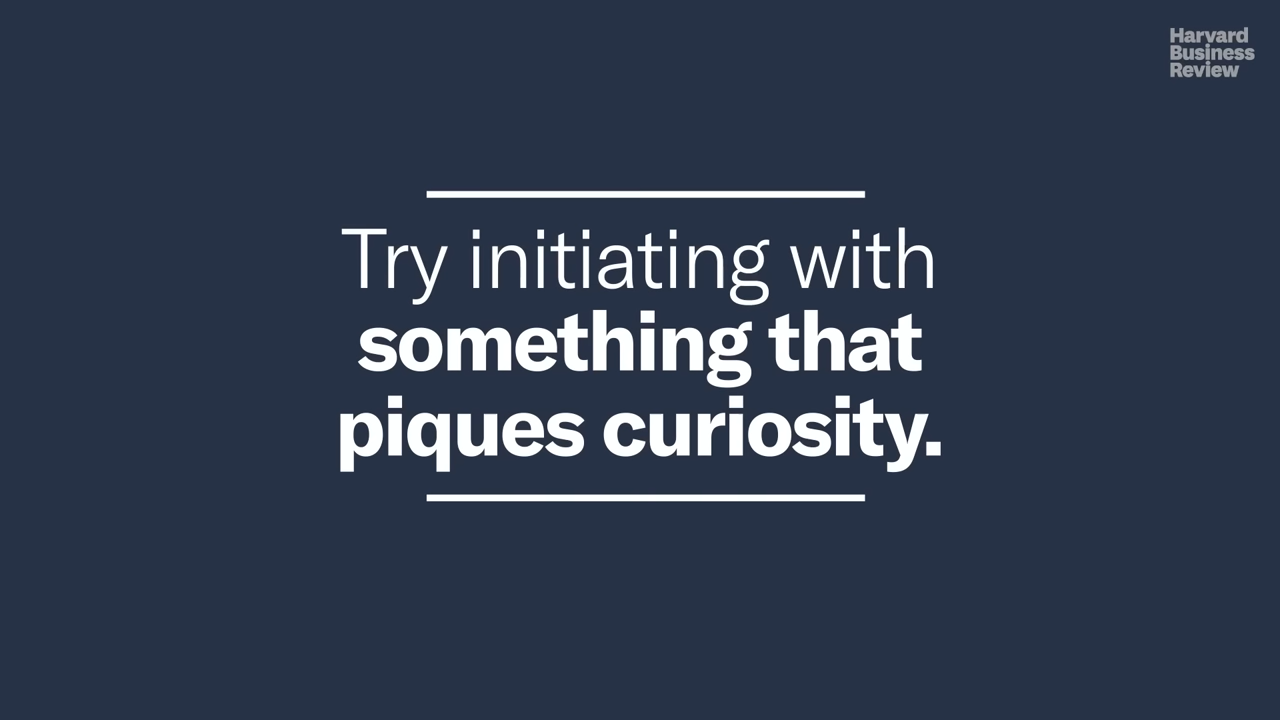 Harvard
Business
Review
Try initiating with
something that
piques curiosity.